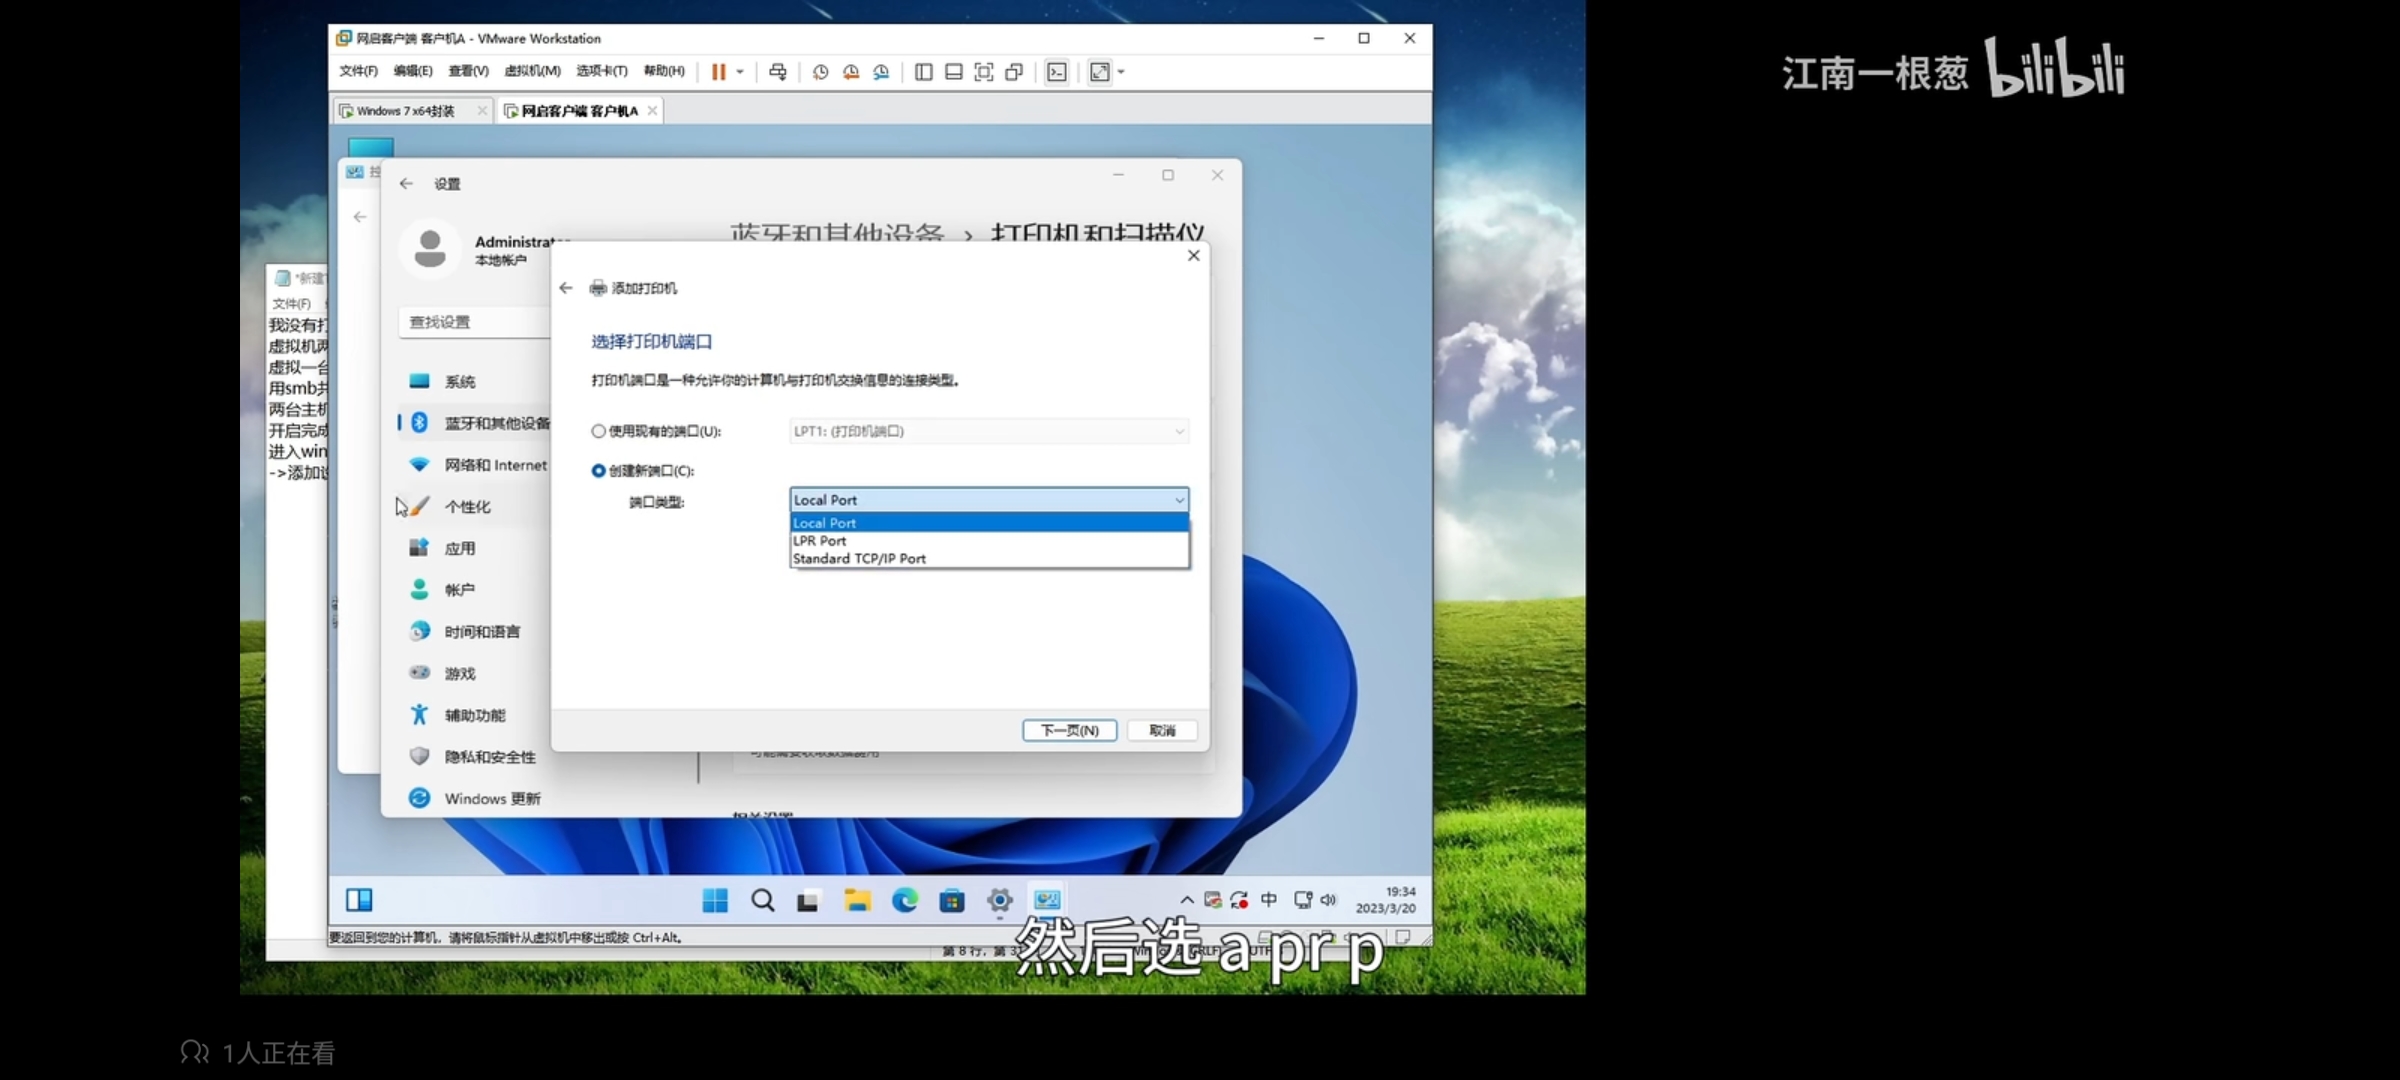 网启客户端 客户机A - VMware Workstation
文件(F) 编辑(E) 查看(V) 虚拟机(M) 选项卡(T) 帮助(H)
Windows 7 x64封装
网启客户端 客户机A
江南一根葱 bilibili
控
设置
Administrator
本地帐户
蓝牙和其他设备 › 打印机和扫描仪
查找设置
系统
蓝牙和其他设备
网络和 Internet
个性化
应用
帐户
时间和语言
游戏
辅助功能
隐私和安全性
Windows 更新
*新建
文件(F)
我没有打
虚拟机两
虚拟一台
用smb共
两台主机
开启完成
进入win
->添加设
添加打印机
选择打印机端口
打印机端口是一种允许你的计算机与打印机交换信息的连接类型。
使用现有的端口(U):
LPT1: (打印机端口)
创建新端口(C):
端口类型:
Local Port
Local Port
LPR Port
Standard TCP/IP Port
下一页(N)
取消
相关设置
中
19:34
2023/3/20
要返回到您的计算机，请将鼠标指针从虚拟机中移出或按 Ctrl+Alt。
第 8 行，第 3
然后选 a pr p
1人正在看